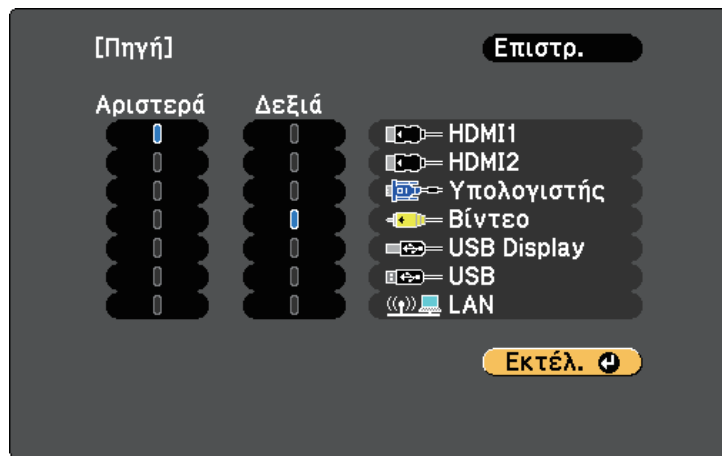 [Πηγή] Επιστρ.
Αριστερά Δεξιά
HDMI1
HDMI2
Υπολογιστής
Βίντεο
USB Display
USB
LAN
Εκτέλ.